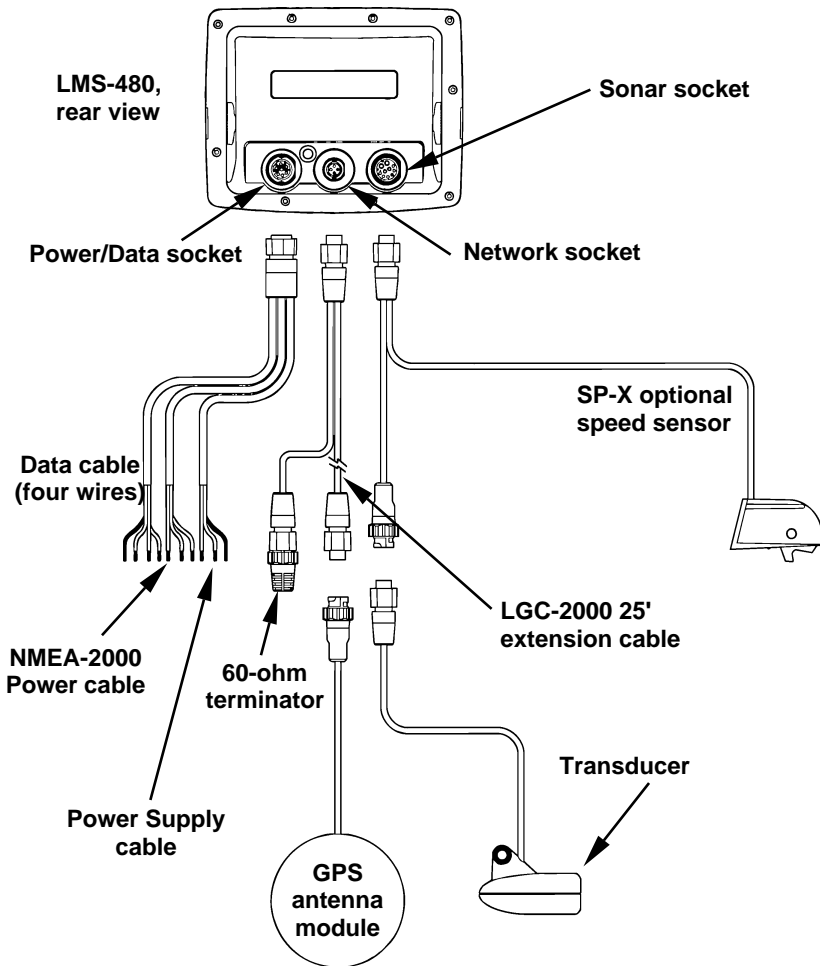 LMS-480,
rear view
Sonar socket
Power/Data socket
Network socket
SP-X optional
speed sensor
Data cable
(four wires)
LGC-2000 25'
extension cable
NMEA-2000
Power cable
60-ohm
terminator
Transducer
Power Supply
cable
GPS
antenna
module